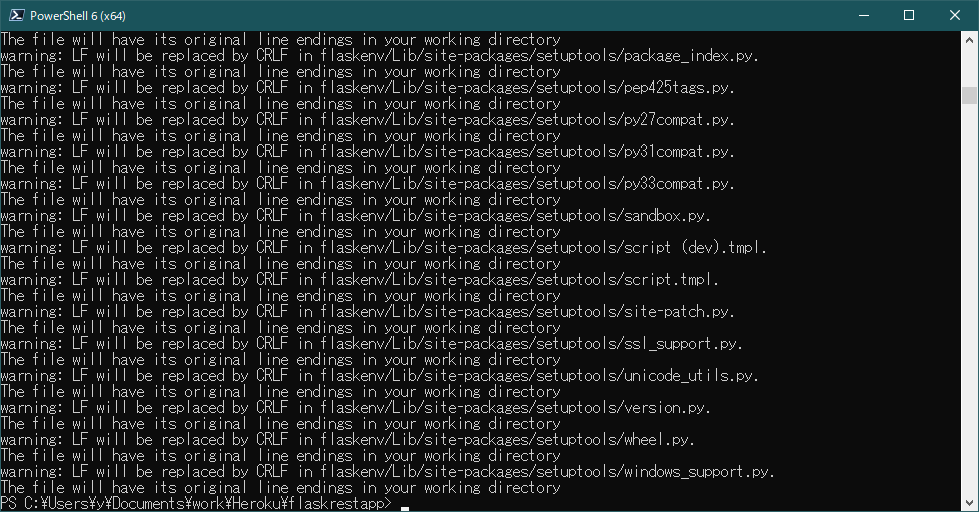 PowerShell 6 (x64)
The file will have its original line endings in your working directory
warning: LF will be replaced by CRLF in flaskenv/Lib/site-packages/setuptools/package_index.py.
The file will have its original line endings in your working directory
warning: LF will be replaced by CRLF in flaskenv/Lib/site-packages/setuptools/pep425tags.py.
The file will have its original line endings in your working directory
warning: LF will be replaced by CRLF in flaskenv/Lib/site-packages/setuptools/py27compat.py.
The file will have its original line endings in your working directory
warning: LF will be replaced by CRLF in flaskenv/Lib/site-packages/setuptools/py31compat.py.
The file will have its original line endings in your working directory
warning: LF will be replaced by CRLF in flaskenv/Lib/site-packages/setuptools/py33compat.py.
The file will have its original line endings in your working directory
warning: LF will be replaced by CRLF in flaskenv/Lib/site-packages/setuptools/sandbox.py.
The file will have its original line endings in your working directory
warning: LF will be replaced by CRLF in flaskenv/Lib/site-packages/setuptools/script (dev).tmpl.
The file will have its original line endings in your working directory
warning: LF will be replaced by CRLF in flaskenv/Lib/site-packages/setuptools/script.tmpl.
The file will have its original line endings in your working directory
warning: LF will be replaced by CRLF in flaskenv/Lib/site-packages/setuptools/site-patch.py.
The file will have its original line endings in your working directory
warning: LF will be replaced by CRLF in flaskenv/Lib/site-packages/setuptools/ssl_support.py.
The file will have its original line endings in your working directory
warning: LF will be replaced by CRLF in flaskenv/Lib/site-packages/setuptools/unicode_utils.py.
The file will have its original line endings in your working directory
warning: LF will be replaced by CRLF in flaskenv/Lib/site-packages/setuptools/version.py.
The file will have its original line endings in your working directory
warning: LF will be replaced by CRLF in flaskenv/Lib/site-packages/setuptools/wheel.py.
The file will have its original line endings in your working directory
warning: LF will be replaced by CRLF in flaskenv/Lib/site-packages/setuptools/windows_support.py.
The file will have its original line endings in your working directory
PS C:¥Users¥y¥Documents¥work¥Heroku¥flaskrestapp>